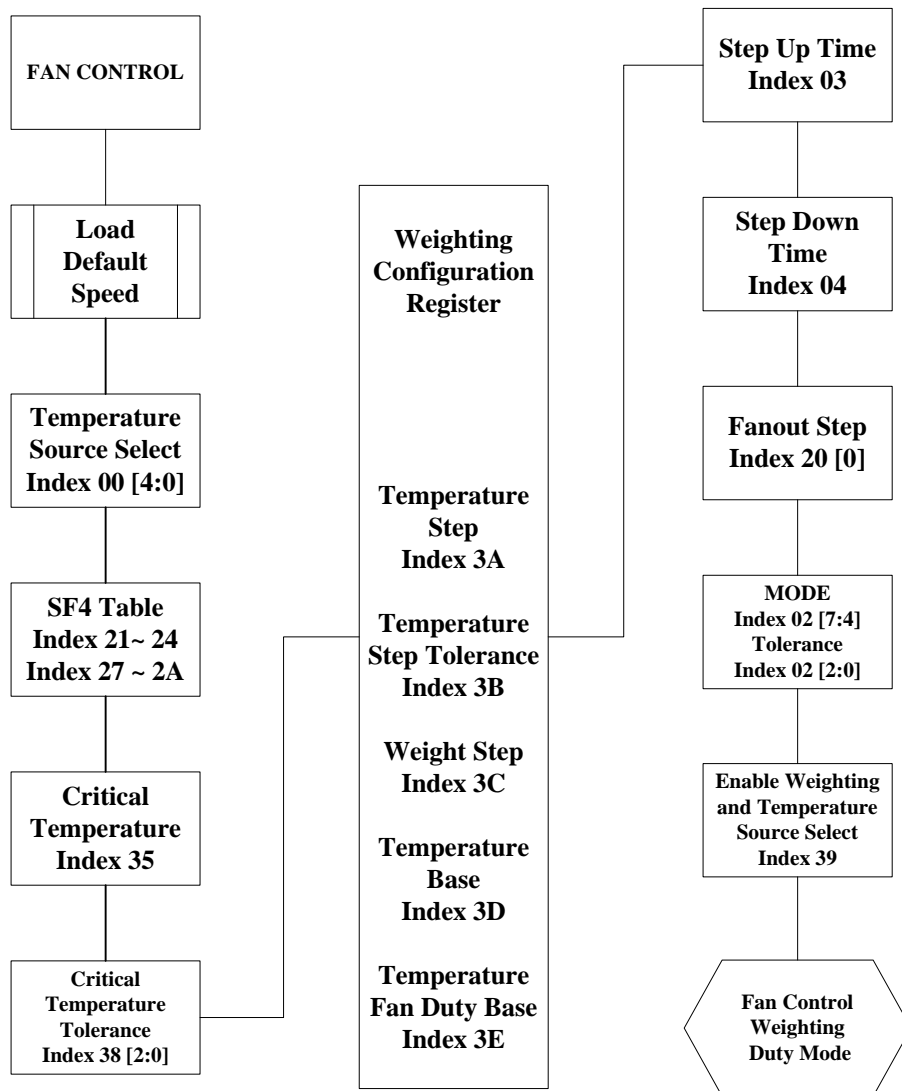 FAN CONTROL
Load
Default
Speed
Temperature
Source Select
Index 00 [4:0]
SF4 Table
Index 21~ 24
Index 27 ~ 2A
Critical
Temperature
Index 35
Critical
Temperature
Tolerance
Index 38 [2:0]
Weighting
Configuration
Register
Temperature
Step
Index 3A
Temperature
Step Tolerance
Index 3B
Weight Step
Index 3C
Temperature
Base
Index 3D
Temperature
Fan Duty Base
Index 3E
Step Up Time
Index 03
Step Down
Time
Index 04
Fanout Step
Index 20 [0]
MODE
Index 02 [7:4]
Tolerance
Index 02 [2:0]
Enable Weighting
and Temperature
Source Select
Index 39
Fan Control
Weighting
Duty Mode